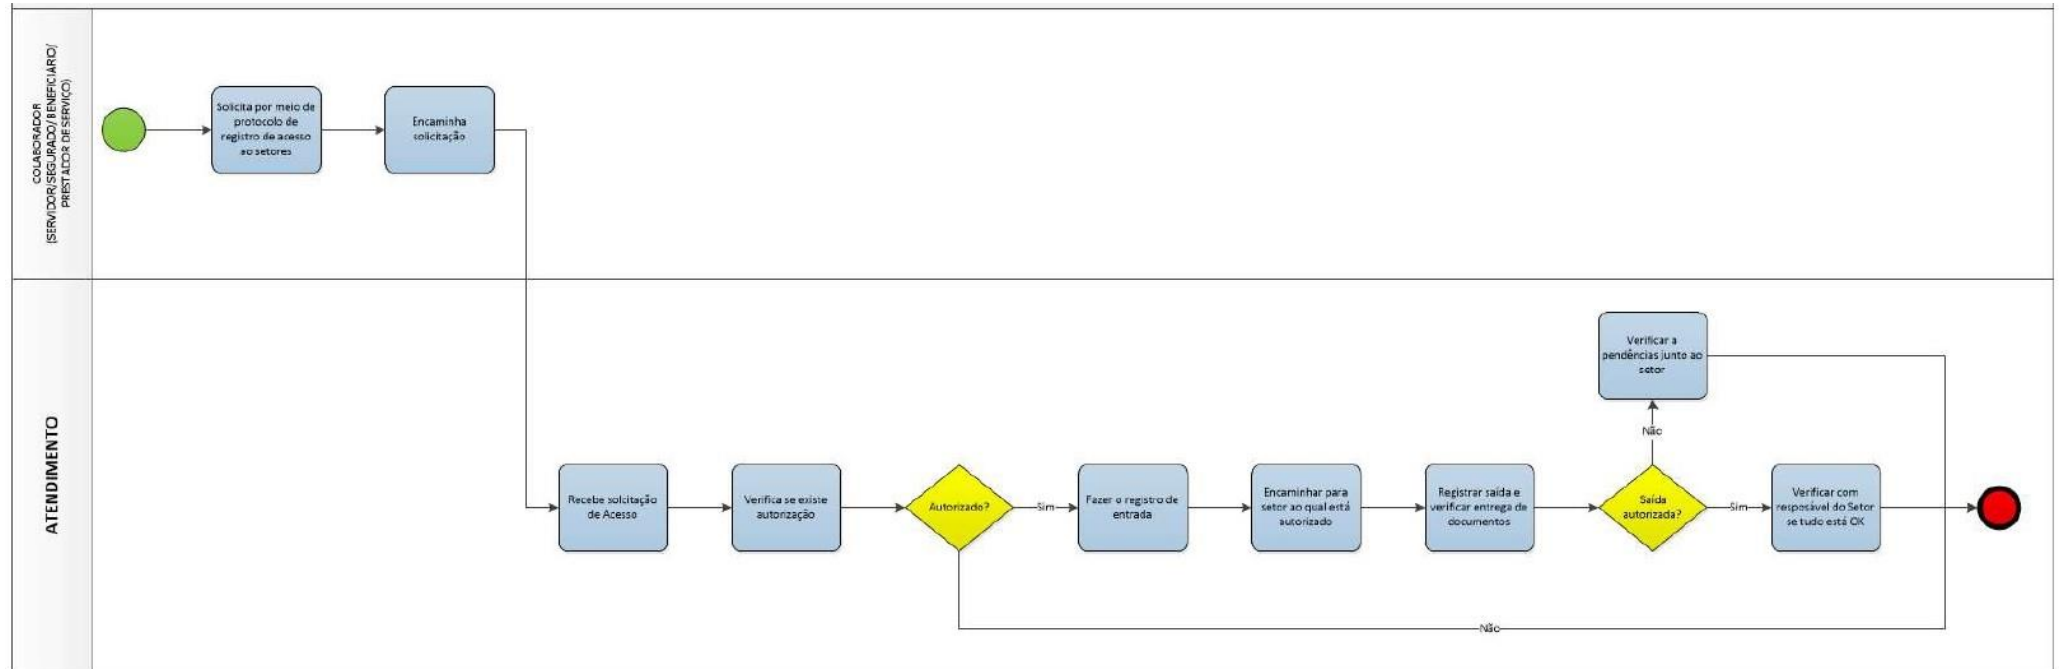 COLABORADOR
(SERVIDOR/SEGURADO/BENEFICIARIO/
PRESTADOR DE SERVIÇO)
Solicita por meio de
protocolo de
registro de acesso
ao setores
Encaminha
solicitação
ATENDIMENTO
Recebe solcitação
de Acesso
Verifica se existe
autorização
Autorizado?
Sim
Fazer o registro de
entrada
Encaminhar para
setor ao qual está
autorizado
Registrar saída e
verificar entrega de
documentos
Saída
autorizada?
Não
Verificar a
pendências junto ao
setor
Sim
Verificar com
resposável do Setor
se tudo está OK
Não